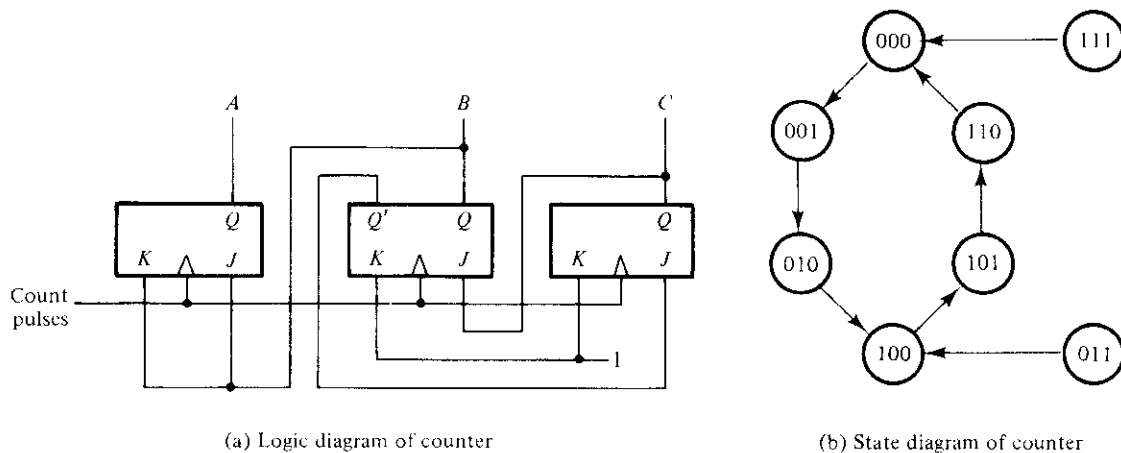 A B C
Q Q' Q Q
K J K J K J
Count
pulses
1
(a) Logic diagram of counter
000 111
001 110
010 101
100 011
(b) State diagram of counter